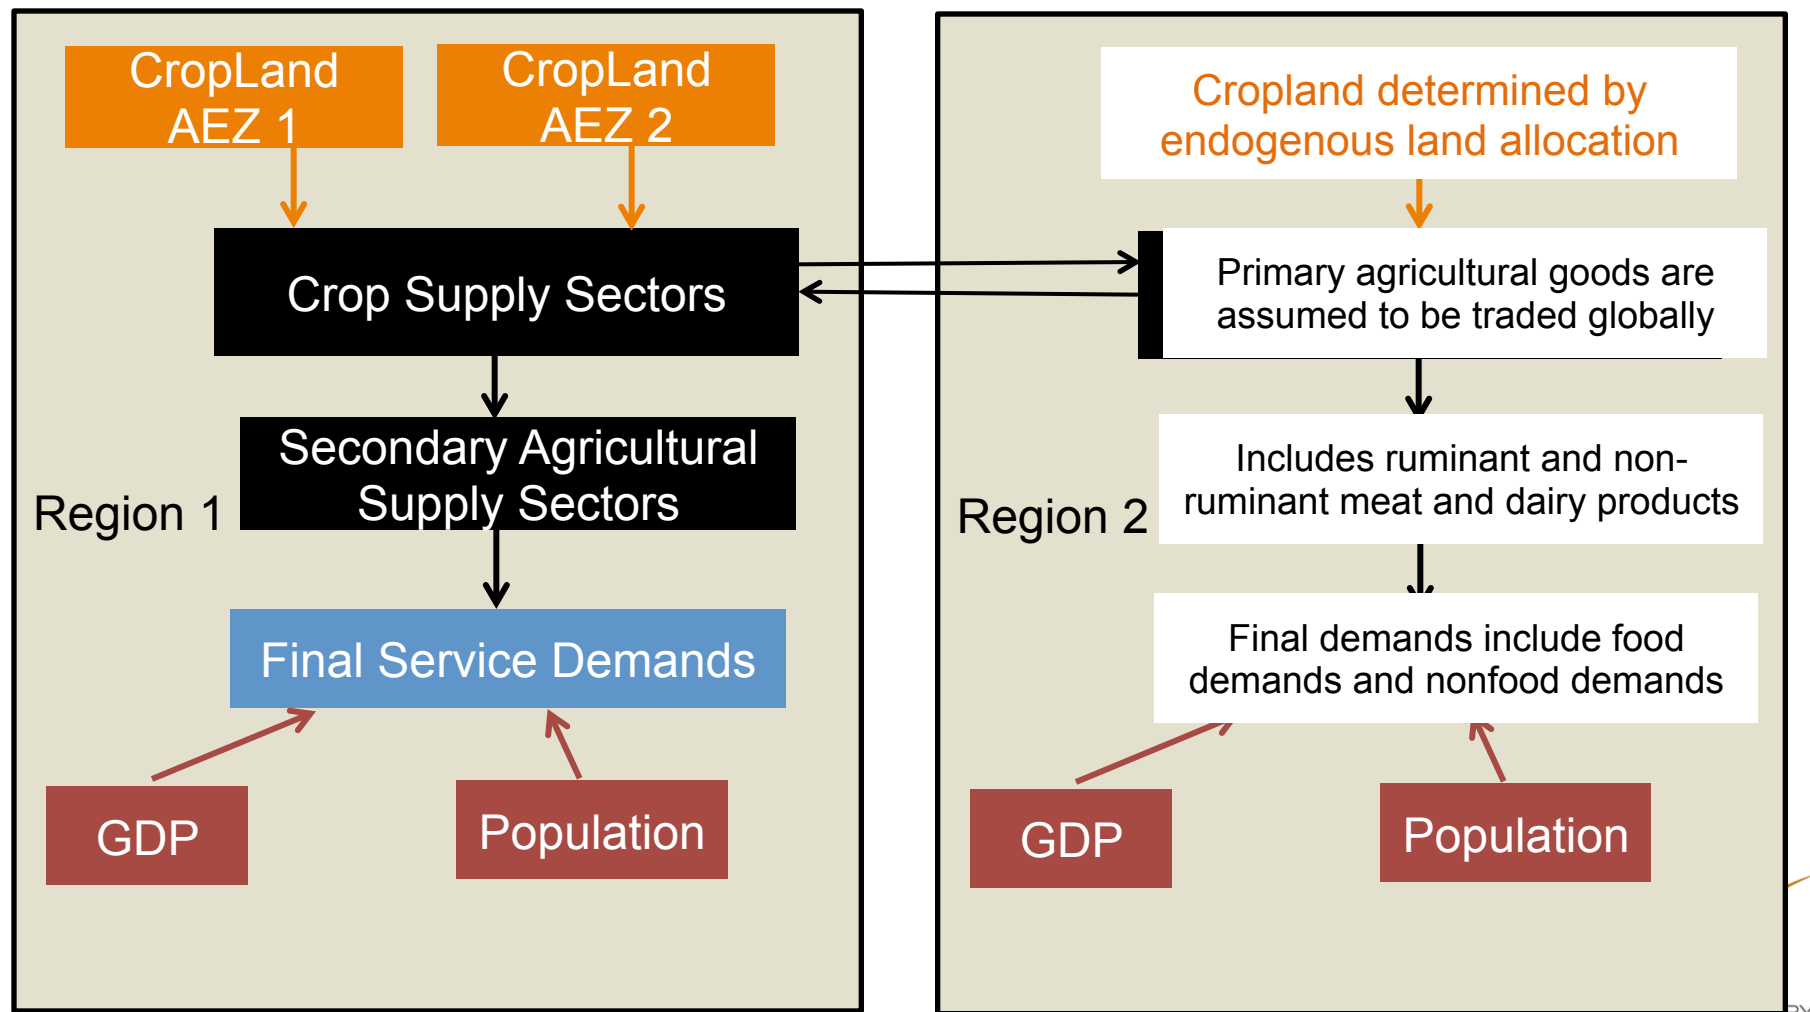 CropLand
AEZ 1
CropLand
AEZ 2
Crop Supply Sectors
Secondary Agricultural
Supply Sectors
Region 1
Final Service Demands
GDP
Population
Cropland determined by
endogenous land allocation
Primary agricultural goods are
assumed to be traded globally
Includes ruminant and non-
ruminant meat and dairy products
Region 2
Final demands include food
demands and nonfood demands
GDP
Population